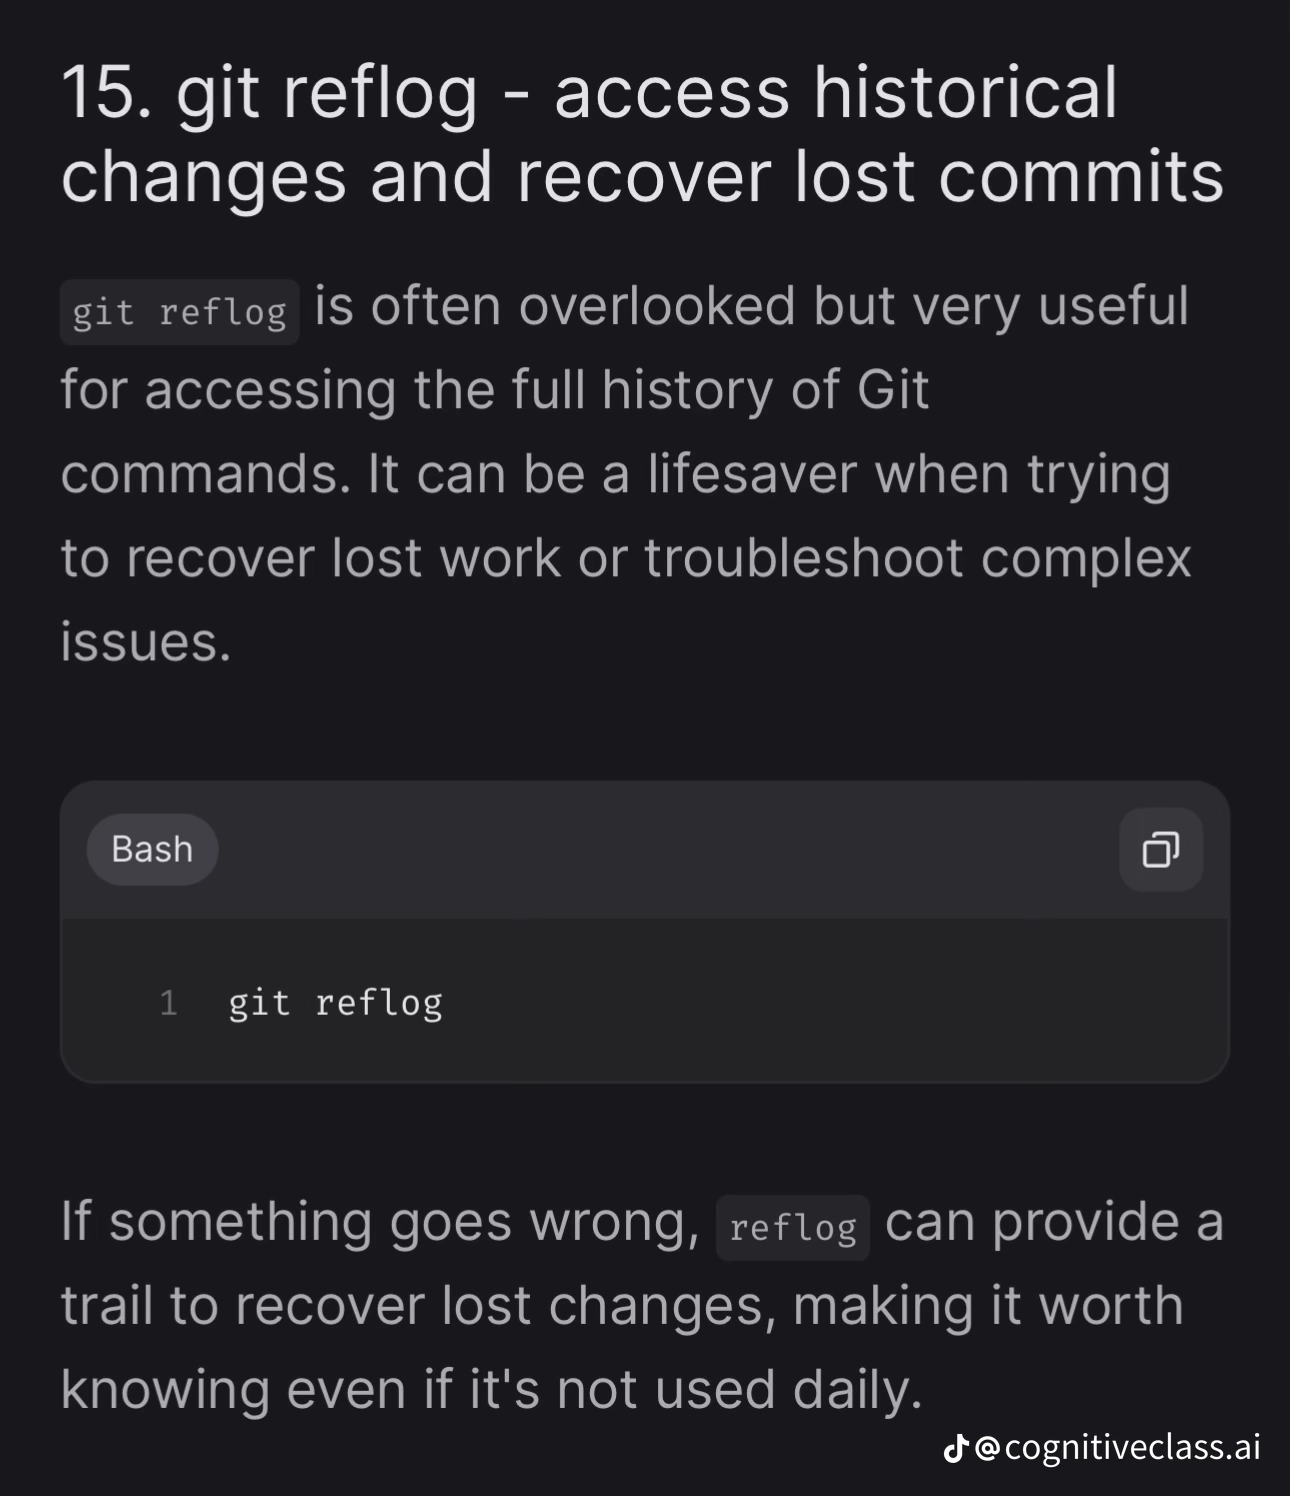 15. git reflog - access historical
changes and recover lost commits
git reflog is often overlooked but very useful
for accessing the full history of Git
commands. It can be a lifesaver when trying
to recover lost work or troubleshoot complex
issues.
Bash
1 git reflog
If something goes wrong, reflog can provide a
trail to recover lost changes, making it worth
knowing even if it's not used daily.
@cognitiveclass.ai